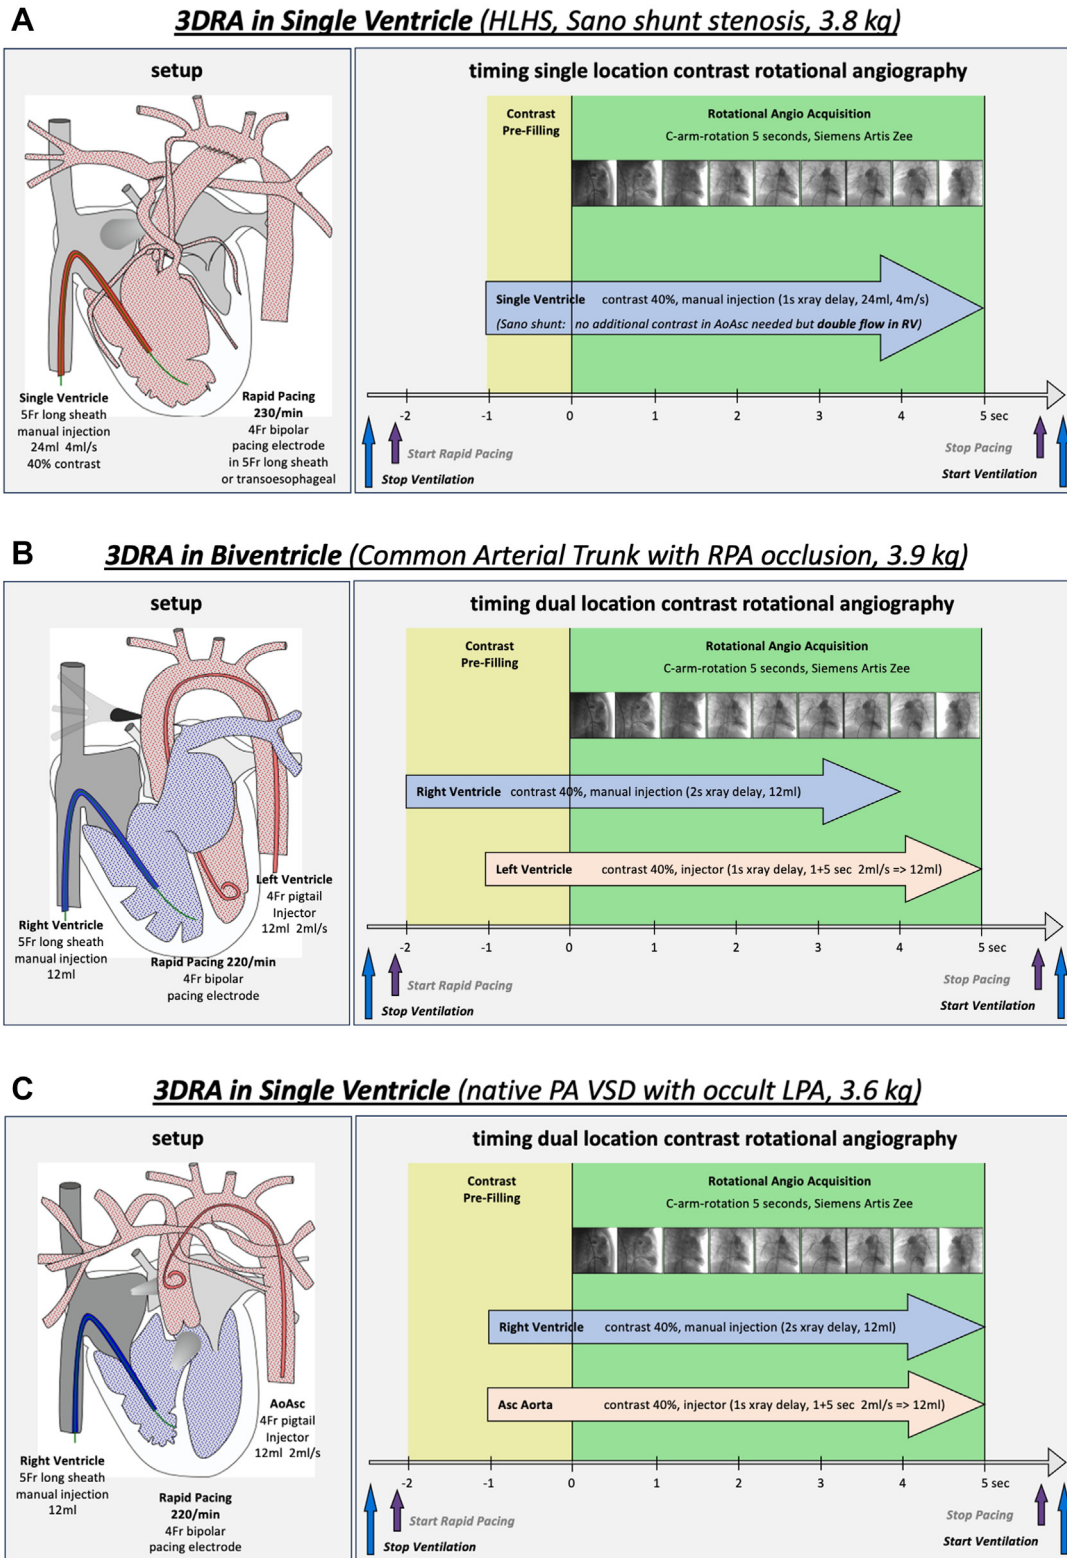 A
3DRA in Single Ventricle (HLHS, Sano shunt stenosis, 3.8 kg)
setup
Single Ventricle
5Fr long sheath
manual injection
24ml 4ml/s
40% contrast
Rapid Pacing
230/min
4Fr bipolar
pacing electrode
in 5Fr long sheath
or transoesophageal
timing single location contrast rotational angiography
Contrast
Pre-Filling
Rotational Angio Acquisition
C-arm-rotation 5 seconds, Siemens Artis Zee
Single Ventricle contrast 40%, manual injection (1s xray delay, 24ml, 4m/s)
(Sano shunt: no additional contrast in AoAsc needed but double flow in RV)
-2 -1 0 1 2 3 4 5 sec
Start Rapid Pacing
Stop Ventilation
Stop Pacing
Start Ventilation
B
3DRA in Biventricle (Common Arterial Trunk with RPA occlusion, 3.9 kg)
setup
Left Ventricle
4Fr pigtail
Injector
12ml 2ml/s
Right Ventricle
5Fr long sheath
manual injection
12ml
Rapid Pacing 220/min
4Fr bipolar
pacing electrode
timing dual location contrast rotational angiography
Contrast
Pre-Filling
Rotational Angio Acquisition
C-arm-rotation 5 seconds, Siemens Artis Zee
Right Ventricle contrast 40%, manual injection (2s xray delay, 12ml)
Left Ventricle contrast 40%, injector (1s xray delay, 1+5 sec 2ml/s => 12ml)
-2 -1 0 1 2 3 4 5 sec
Start Rapid Pacing
Stop Ventilation
Stop Pacing
Start Ventilation
C
3DRA in Single Ventricle (native PA VSD with occult LPA, 3.6 kg)
setup
AoAsc
4Fr pigtail
Injector
12ml 2ml/s
Right Ventricle
5Fr long sheath
manual injection
12ml
Rapid Pacing
220/min
4Fr bipolar
pacing electrode
timing dual location contrast rotational angiography
Contrast
Pre-Filling
Rotational Angio Acquisition
C-arm-rotation 5 seconds, Siemens Artis Zee
Right Ventricle contrast 40%, manual injection (2s xray delay, 12ml)
Asc Aorta contrast 40%, injector (1s xray delay, 1+5 sec 2ml/s => 12ml)
-2 -1 0 1 2 3 4 5 sec
Start Rapid Pacing
Stop Ventilation
Stop Pacing
Start Ventilation